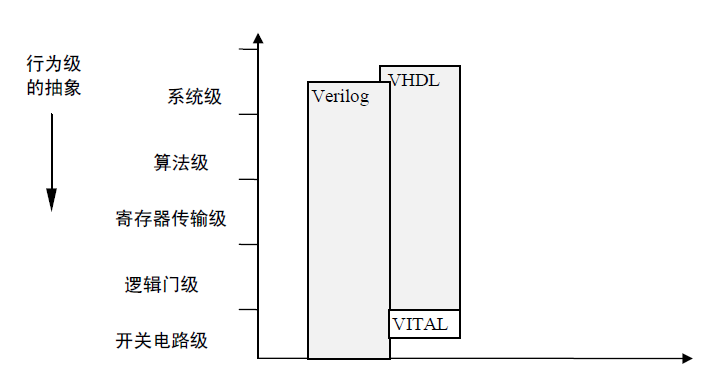 行为级
的抽象
系统级
算法级
寄存器传输级
逻辑门级
开关电路级
Verilog
VHDL
VITAL